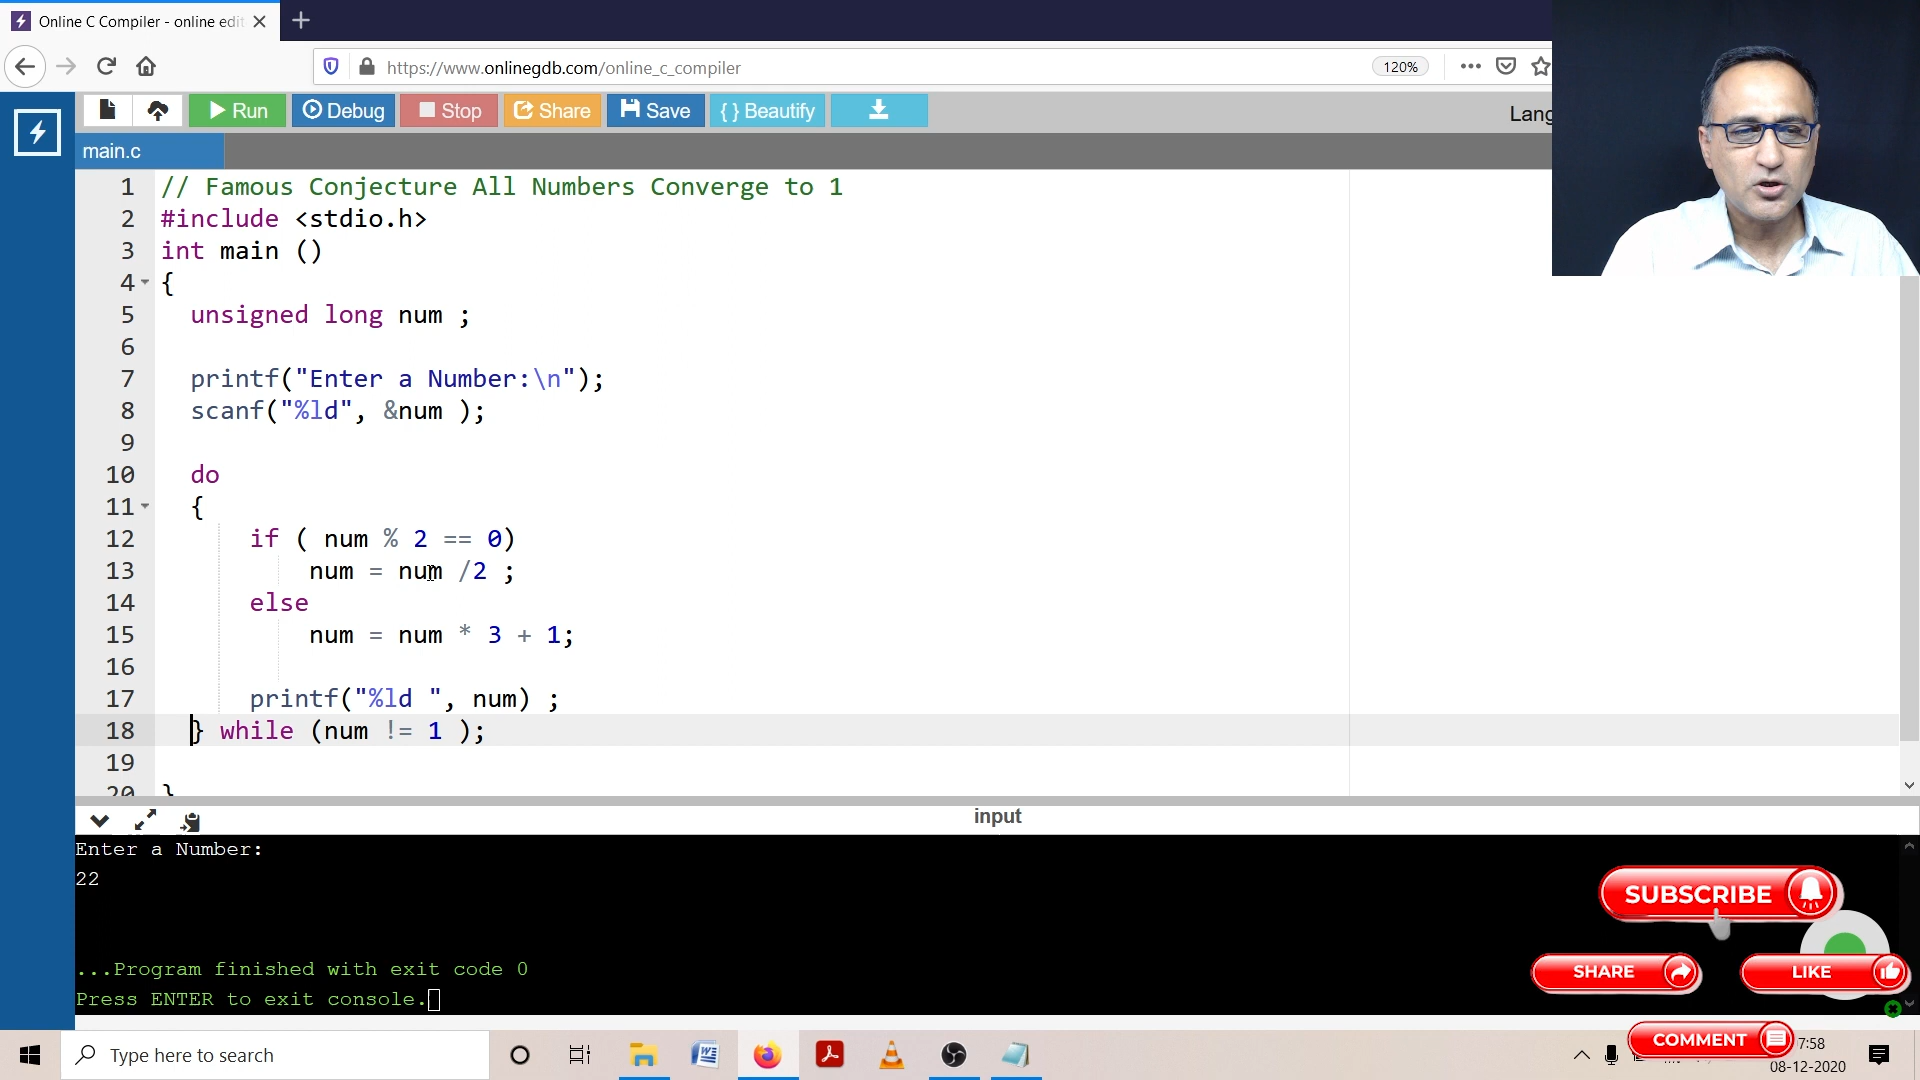 Online C Compiler - online edit
https://www.onlinegdb.com/online_c_compiler
120%
Run
Debug
Stop
Share
Save
{ } Beautify
Lang
main.c
1 // Famous Conjecture All Numbers Converge to 1
2 #include <stdio.h>
3 int main ()
4 {
5 unsigned long num ;
6
7 printf("Enter a Number:\n");
8 scanf("%ld", &num );
9
10 do
11 {
12 if ( num % 2 == 0)
13 num = num /2 ;
14 else
15 num = num * 3 + 1;
16
17 printf("%ld ", num) ;
18 } while (num != 1 );
19
20 }
input
Enter a Number:
22
...Program finished with exit code 0
Press ENTER to exit console.
SUBSCRIBE
SHARE
LIKE
COMMENT
Type here to search
7:58
08-12-2020